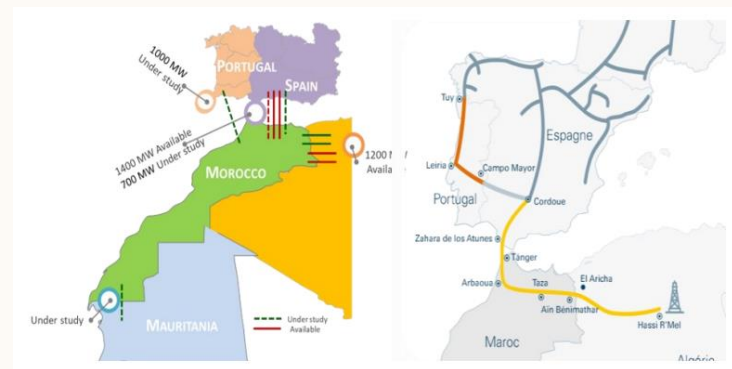 1000 MW
Under study
PORTUGAL
SPAIN
1400 MW Available
700 MW Under study
MOROCCO
1200
Availa
Under study
MAURITANIA
Under study
Available
Tuy
Espagne
Leiria
Campo Mayor
Portugal
Cordoue
Zahara de los Atunes
Tánger
Arbaoua
Taza
El Aricha
Aïn Bénimathar
Hassi R'Mel
Maroc
Algérie